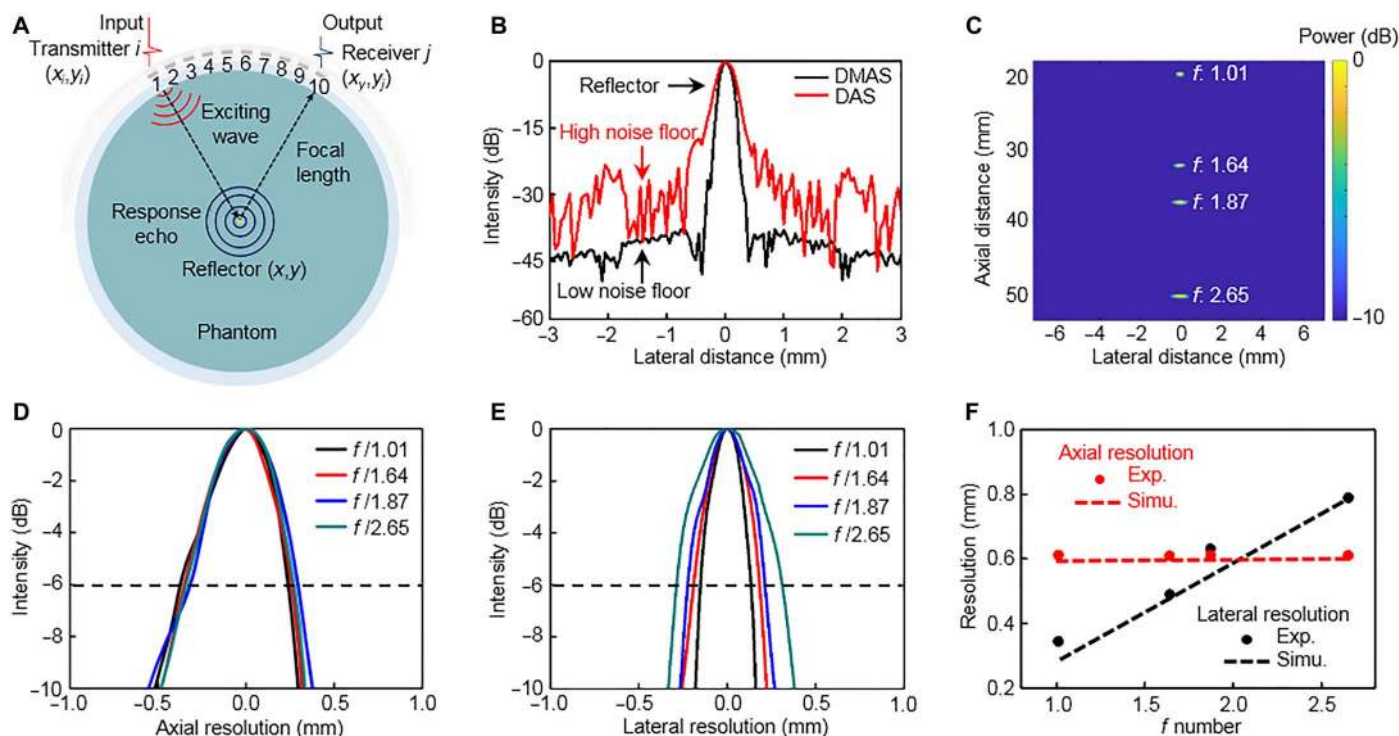 A
Input
Transmitter i
(xi,yi)
Output
Receiver j
(xy,yj)
1 2 3 4 5 6 7 8 9 10
Exciting
wave
Focal
length
Response
echo
Reflector (x,y)
Phantom
B
Intensity (dB)
0
−15
−30
−45
−60
Reflector
DMAS
DAS
High noise floor
Low noise floor
−3 −2 −1 0 1 2 3
Lateral distance (mm)
C
Power (dB)
0
−10
Axial distance (mm)
20
30
40
50
f: 1.01
f: 1.64
f: 1.87
f: 2.65
−6 −4 −2 0 2 4 6
Lateral distance (mm)
D
Intensity (dB)
0
−2
−4
−6
−8
−10
f /1.01
f /1.64
f /1.87
f /2.65
−1.0 −0.5 0.0 0.5 1.0
Axial resolution (mm)
E
Intensity (dB)
0
−2
−4
−6
−8
−10
f /1.01
f /1.64
f /1.87
f /2.65
−1.0 −0.5 0.0 0.5 1.0
Lateral resolution (mm)
F
Resolution (mm)
1.0
0.8
0.6
0.4
0.2
Axial resolution
Exp.
Simu.
Lateral resolution
Exp.
Simu.
1.0 1.5 2.0 2.5
f number